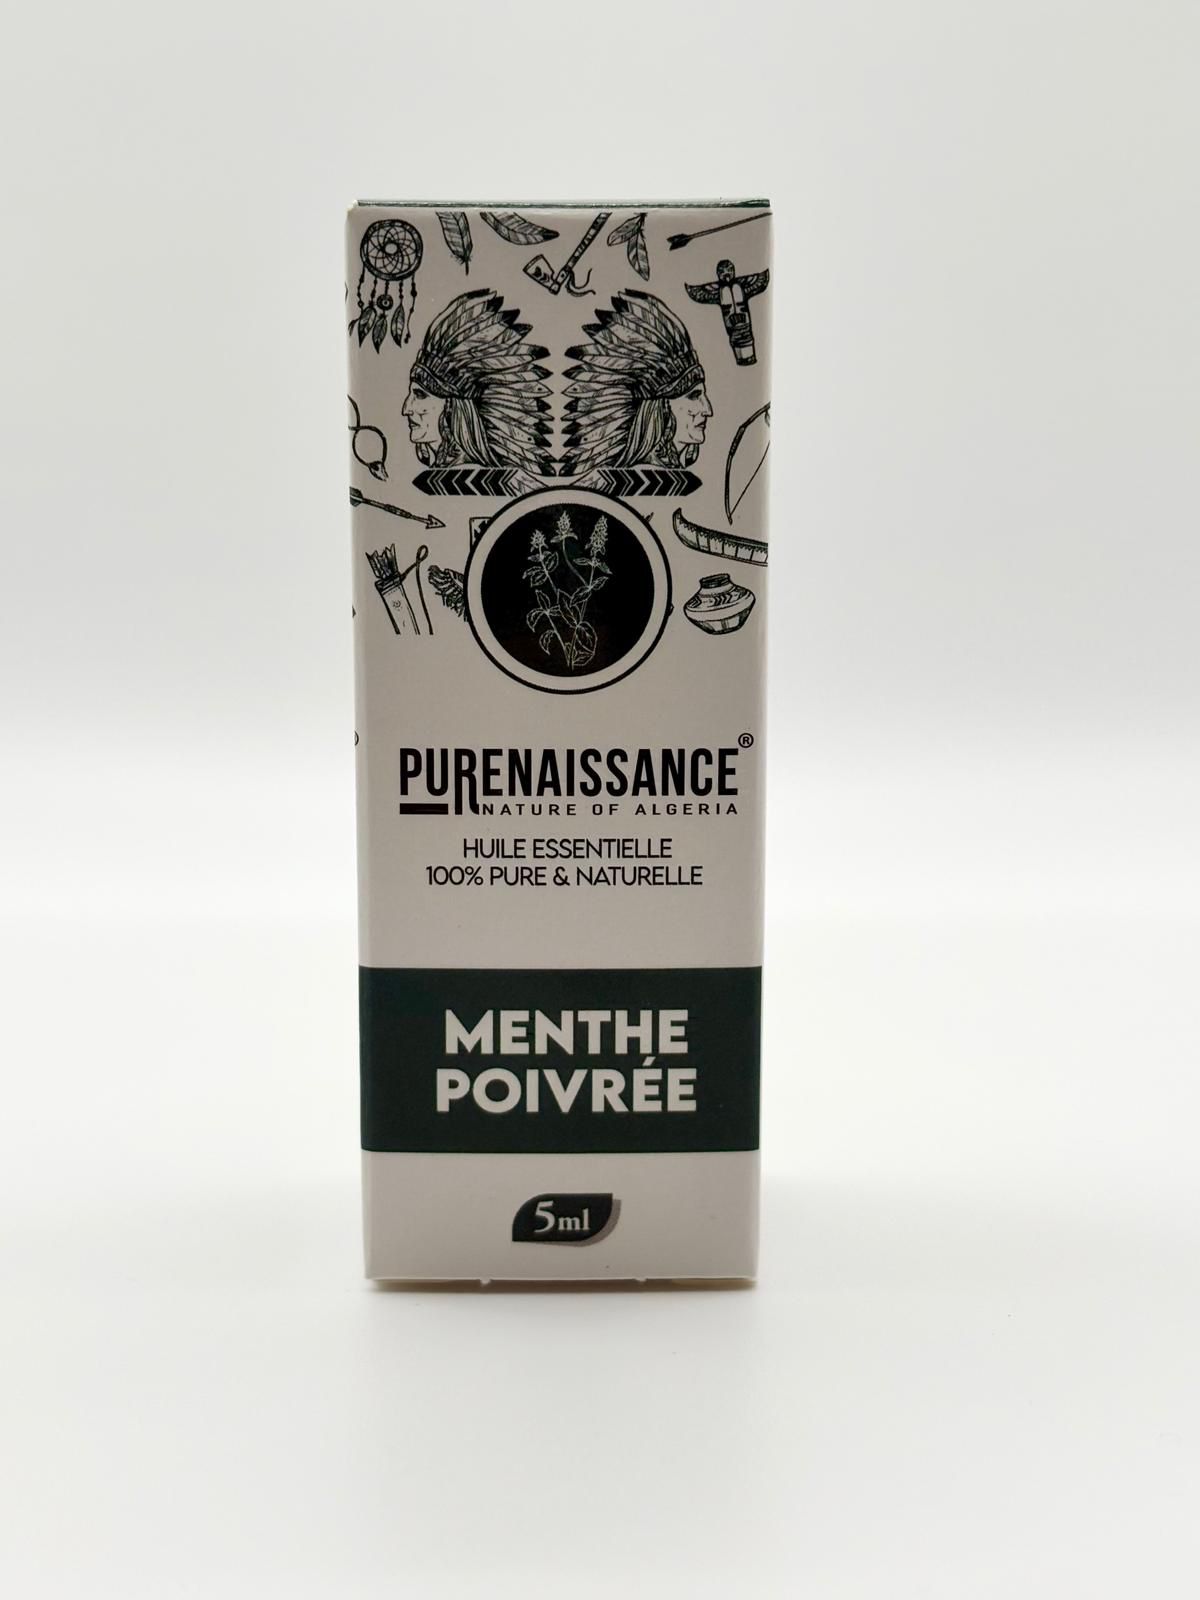 PURENAISSANCE®
NATURE OF ALGERIA
HUILE ESSENTIELLE
100% PURE & NATURELLE
MENTHE
POIVRÉE
5ml